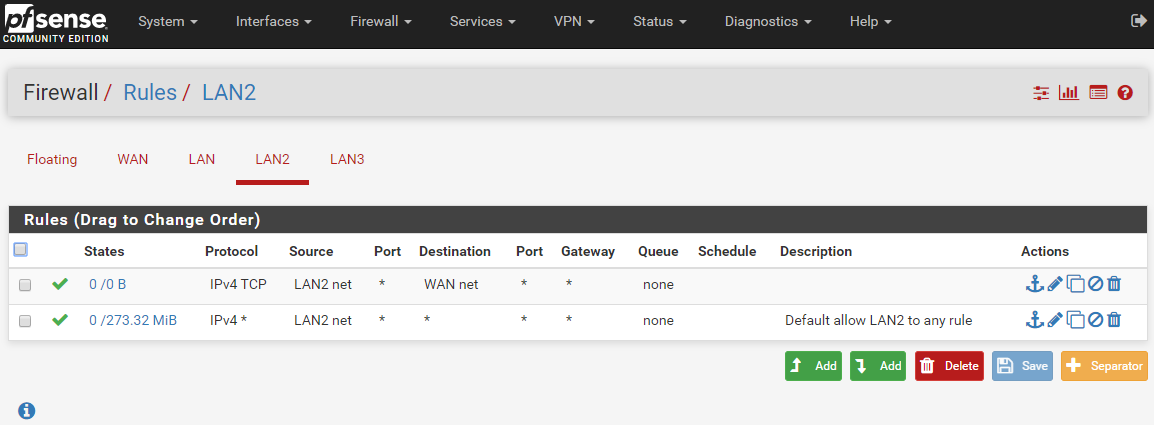 pfsense
COMMUNITY EDITION
System Interfaces Firewall Services VPN Status Diagnostics Help
Firewall / Rules / LAN2
Floating WAN LAN LAN2 LAN3
Rules (Drag to Change Order)
States Protocol Source Port Destination Port Gateway Queue Schedule Description Actions
0 /0 B IPv4 TCP LAN2 net * WAN net * * none
0 /273.32 MiB IPv4 * LAN2 net * * * * none Default allow LAN2 to any rule
Add Add Delete Save Separator